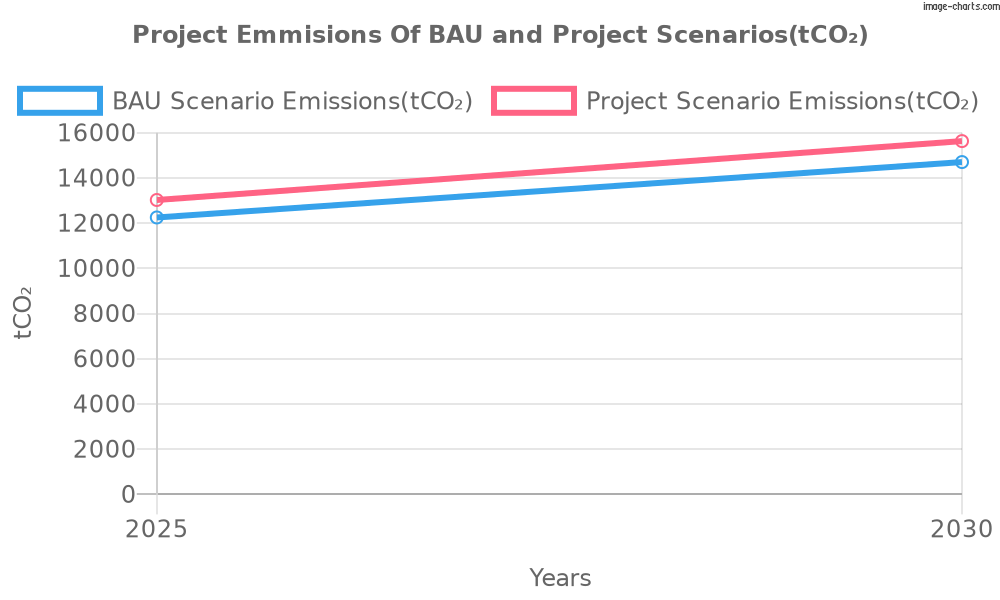 image-charts.com
Project Emmisions Of BAU and Project Scenarios(tCO₂)
BAU Scenario Emissions(tCO₂) Project Scenario Emissions(tCO₂)
16000
14000
12000
10000
8000
6000
4000
2000
0
tCO₂
2025 2030
Years